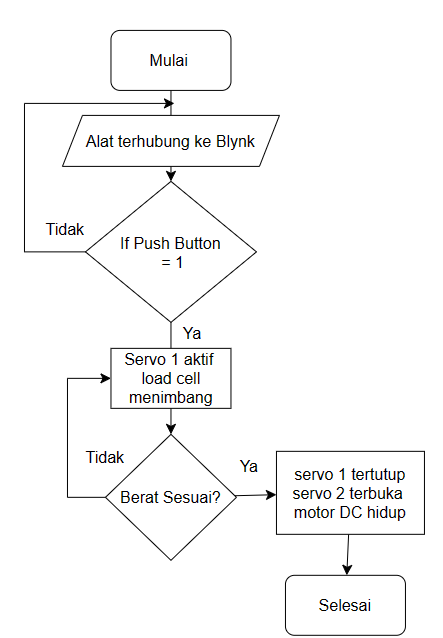 Mulai
Alat terhubung ke Blynk
Tidak
If Push Button
= 1
Ya
Servo 1 aktif
load cell
menimbang
Tidak
Berat Sesuai?
Ya
servo 1 tertutup
servo 2 terbuka
motor DC hidup
Selesai